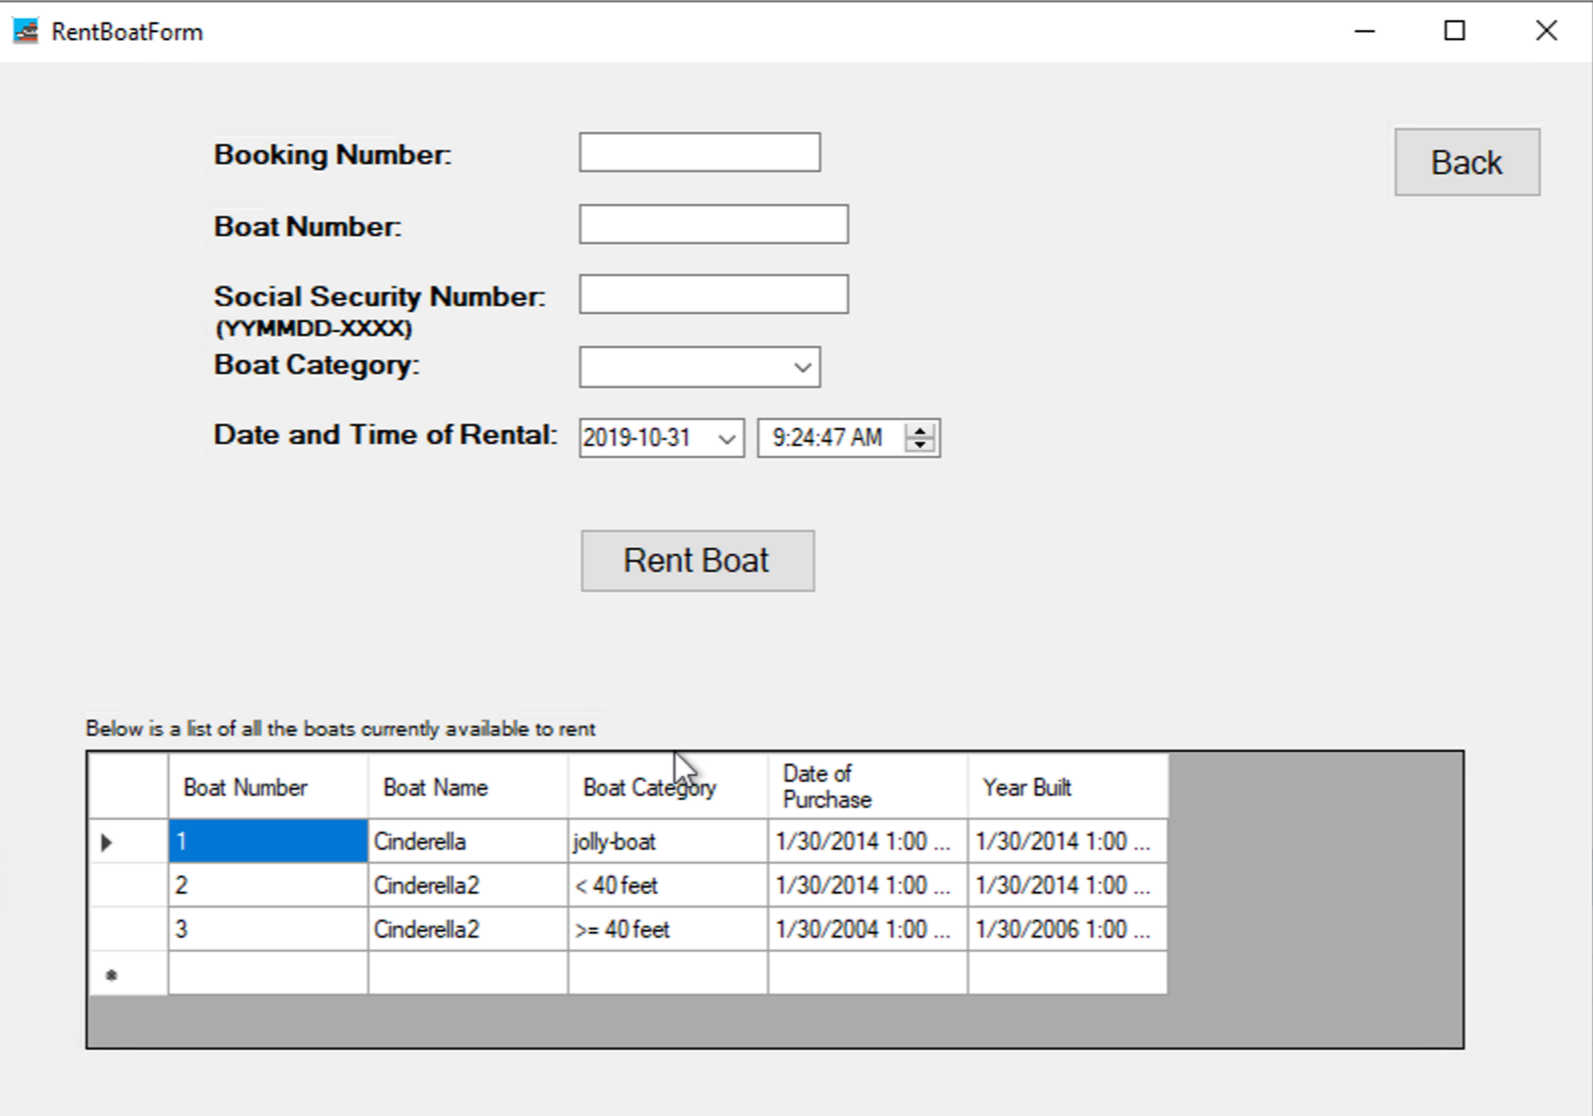 RentBoatForm
Booking Number:
Back
Boat Number:
Social Security Number:
(YYMMDD-XXXX)
Boat Category:
Date and Time of Rental: 2019-10-31 9:24:47 AM
Rent Boat
Below is a list of all the boats currently available to rent
Boat Number Boat Name Boat Category Date of Purchase Year Built
1 Cinderella jolly-boat 1/30/2014 1:00 ... 1/30/2014 1:00 ...
2 Cinderella2 < 40 feet 1/30/2014 1:00 ... 1/30/2014 1:00 ...
3 Cinderella2 >= 40 feet 1/30/2004 1:00 ... 1/30/2006 1:00 ...